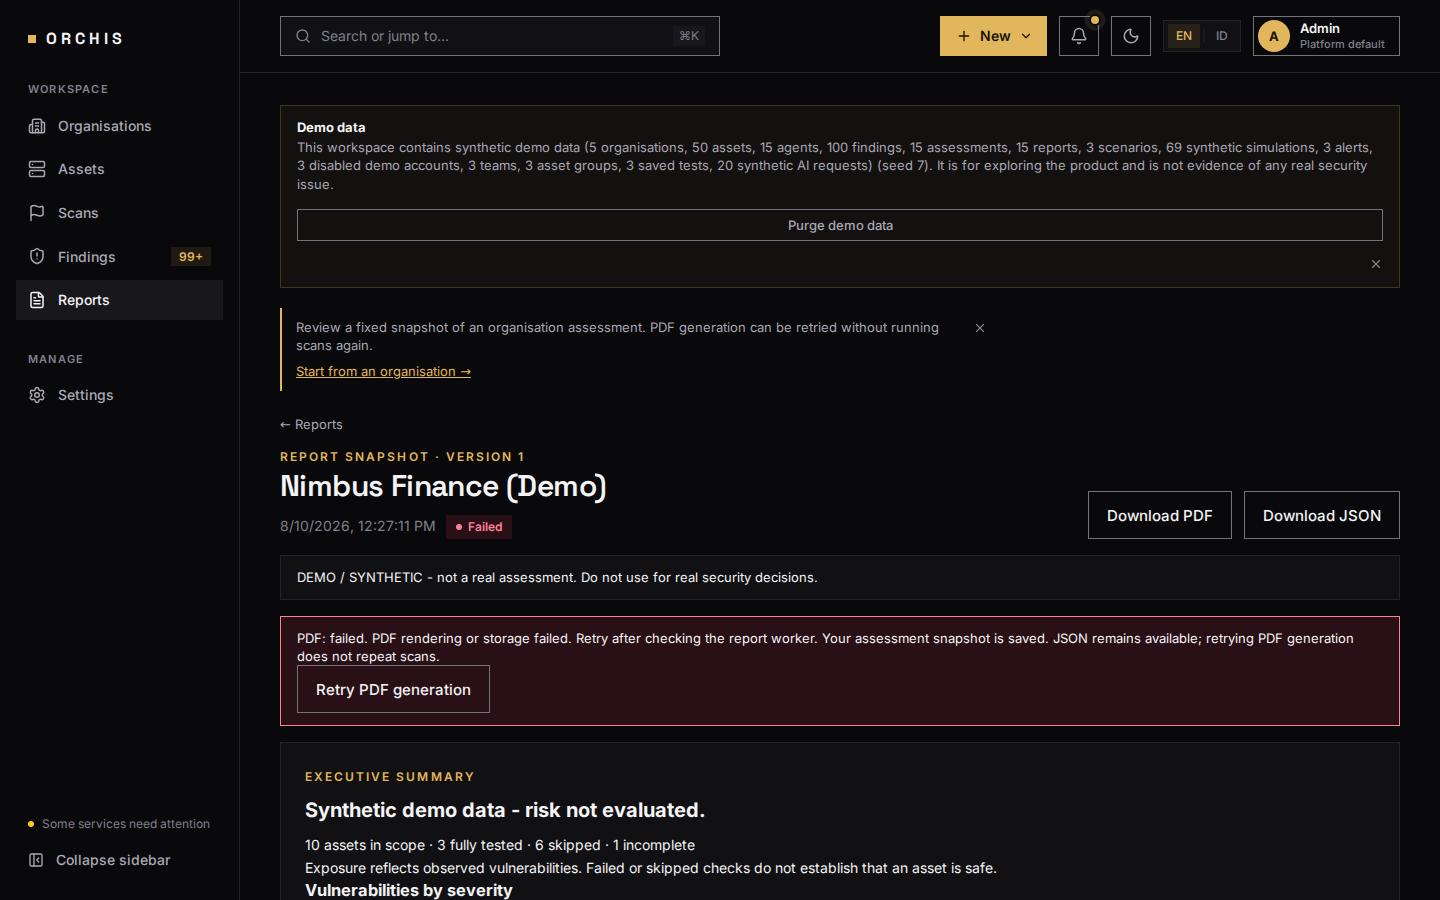 ORCHIS
Search or jump to...
⌘K
New
EN
ID
A
Admin
Platform default
WORKSPACE
Organisations
Assets
Scans
Findings
99+
Reports
MANAGE
Settings
Some services need attention
Collapse sidebar
Demo data
This workspace contains synthetic demo data (5 organisations, 50 assets, 15 agents, 100 findings, 15 assessments, 15 reports, 3 scenarios, 69 synthetic simulations, 3 alerts,
3 disabled demo accounts, 3 teams, 3 asset groups, 3 saved tests, 20 synthetic AI requests) (seed 7). It is for exploring the product and is not evidence of any real security
issue.
Purge demo data
Review a fixed snapshot of an organisation assessment. PDF generation can be retried without running
scans again.
Start from an organisation →
← Reports
REPORT SNAPSHOT · VERSION 1
Nimbus Finance (Demo)
8/10/2026, 12:27:11 PM
Failed
Download PDF
Download JSON
DEMO / SYNTHETIC - not a real assessment. Do not use for real security decisions.
PDF: failed. PDF rendering or storage failed. Retry after checking the report worker. Your assessment snapshot is saved. JSON remains available; retrying PDF generation
does not repeat scans.
Retry PDF generation
EXECUTIVE SUMMARY
Synthetic demo data - risk not evaluated.
10 assets in scope · 3 fully tested · 6 skipped · 1 incomplete
Exposure reflects observed vulnerabilities. Failed or skipped checks do not establish that an asset is safe.
Vulnerabilities by severity